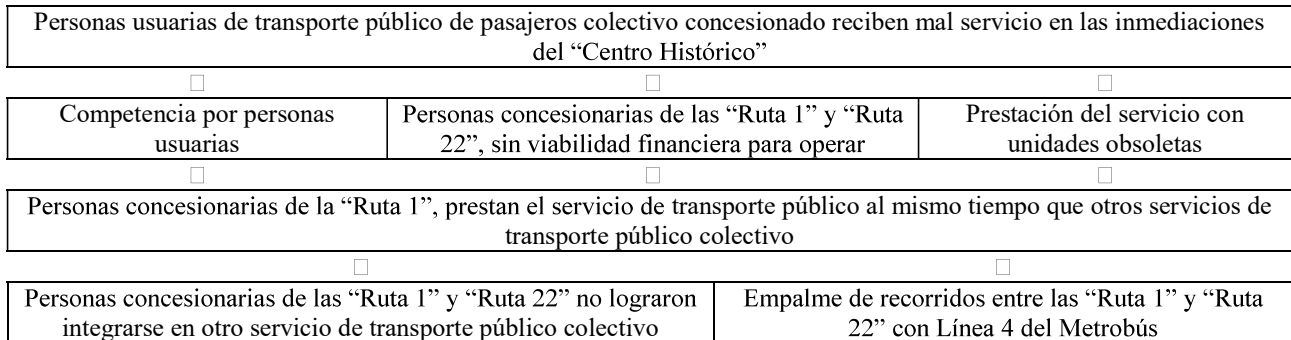 Personas usuarias de transporte público de pasajeros colectivo concesionado reciben mal servicio en las inmediaciones
del “Centro Histórico”
Competencia por personas
usuarias
Personas concesionarias de las “Ruta 1” y “Ruta
22”, sin viabilidad financiera para operar
Prestación del servicio con
unidades obsoletas
Personas concesionarias de la “Ruta 1”, prestan el servicio de transporte público al mismo tiempo que otros servicios de
transporte público colectivo
Personas concesionarias de las “Ruta 1” y “Ruta 22” no lograron
integrarse en otro servicio de transporte público colectivo
Empalme de recorridos entre las “Ruta 1” y “Ruta
22” con Línea 4 del Metrobús